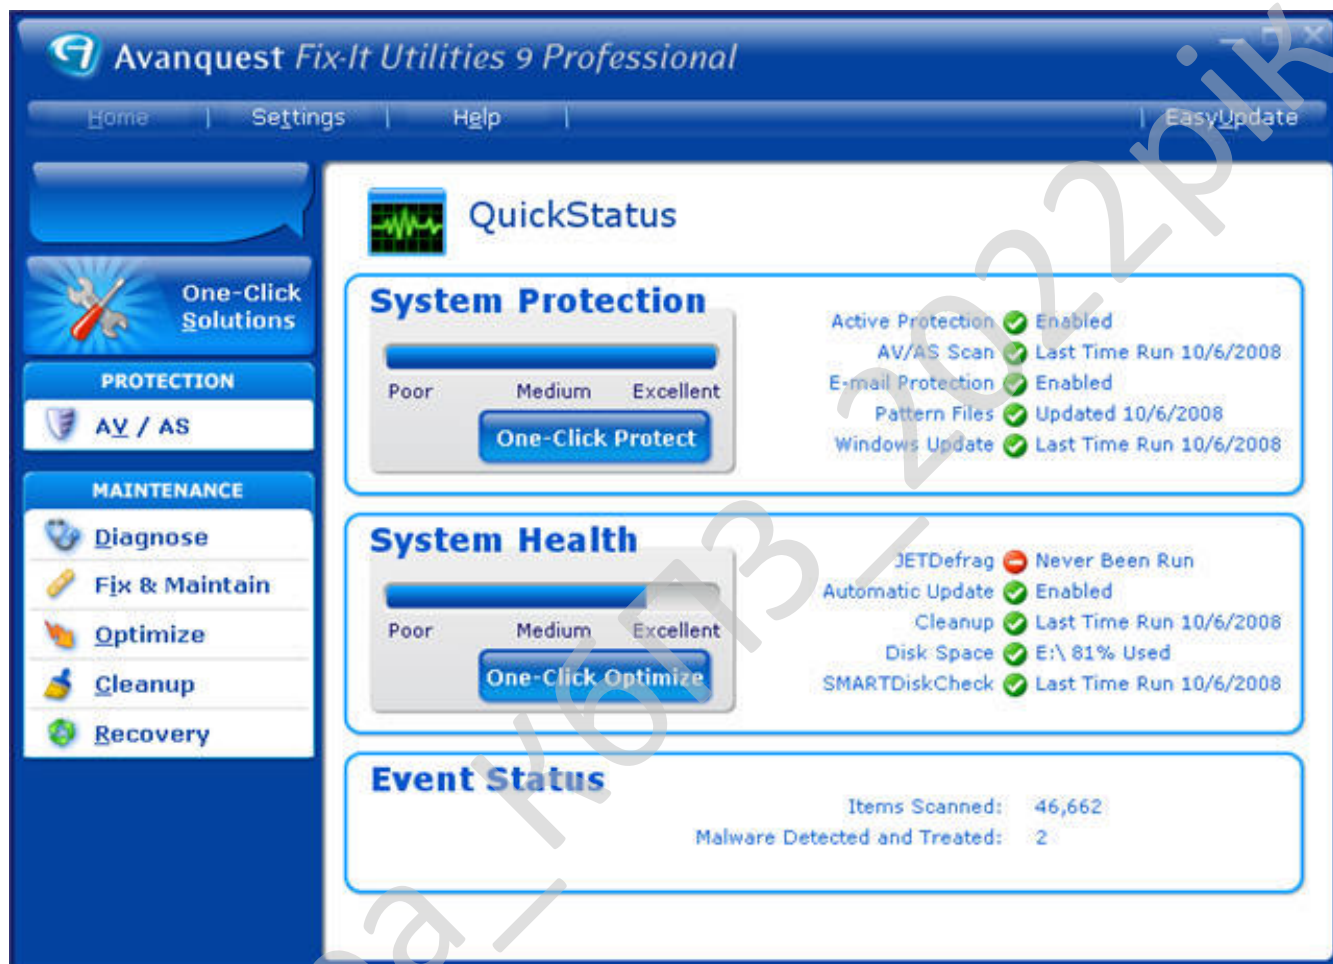 Avanquest Fix-It Utilities 9 Professional
Home | Settings | Help | | EasyUpdate
One-Click
Solutions
PROTECTION
AV / AS
MAINTENANCE
Diagnose
Fix & Maintain
Optimize
Cleanup
Recovery
QuickStatus
System Protection
Poor Medium Excellent
One-Click Protect
Active Protection Enabled
AV/AS Scan Last Time Run 10/6/2008
E-mail Protection Enabled
Pattern Files Updated 10/6/2008
Windows Update Last Time Run 10/6/2008
System Health
Poor Medium Excellent
One-Click Optimize
JETDefrag Never Been Run
Automatic Update Enabled
Cleanup Last Time Run 10/6/2008
Disk Space E:\ 81% Used
SMARTDiskCheck Last Time Run 10/6/2008
Event Status
Items Scanned: 46,662
Malware Detected and Treated: 2